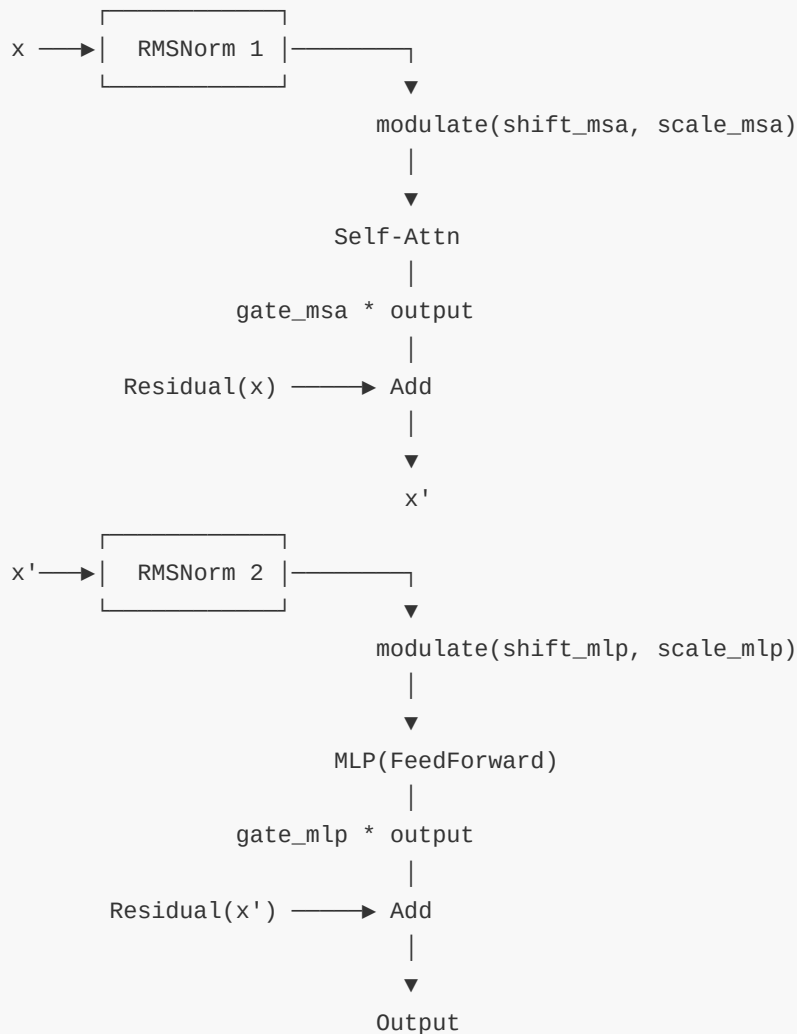 x RMSNorm 1
modulate(shift_msa, scale_msa)
Self-Attn
gate_msa * output
Residual(x) Add
x'
x' RMSNorm 2
modulate(shift_mlp, scale_mlp)
MLP(FeedForward)
gate_mlp * output
Residual(x') Add
Output